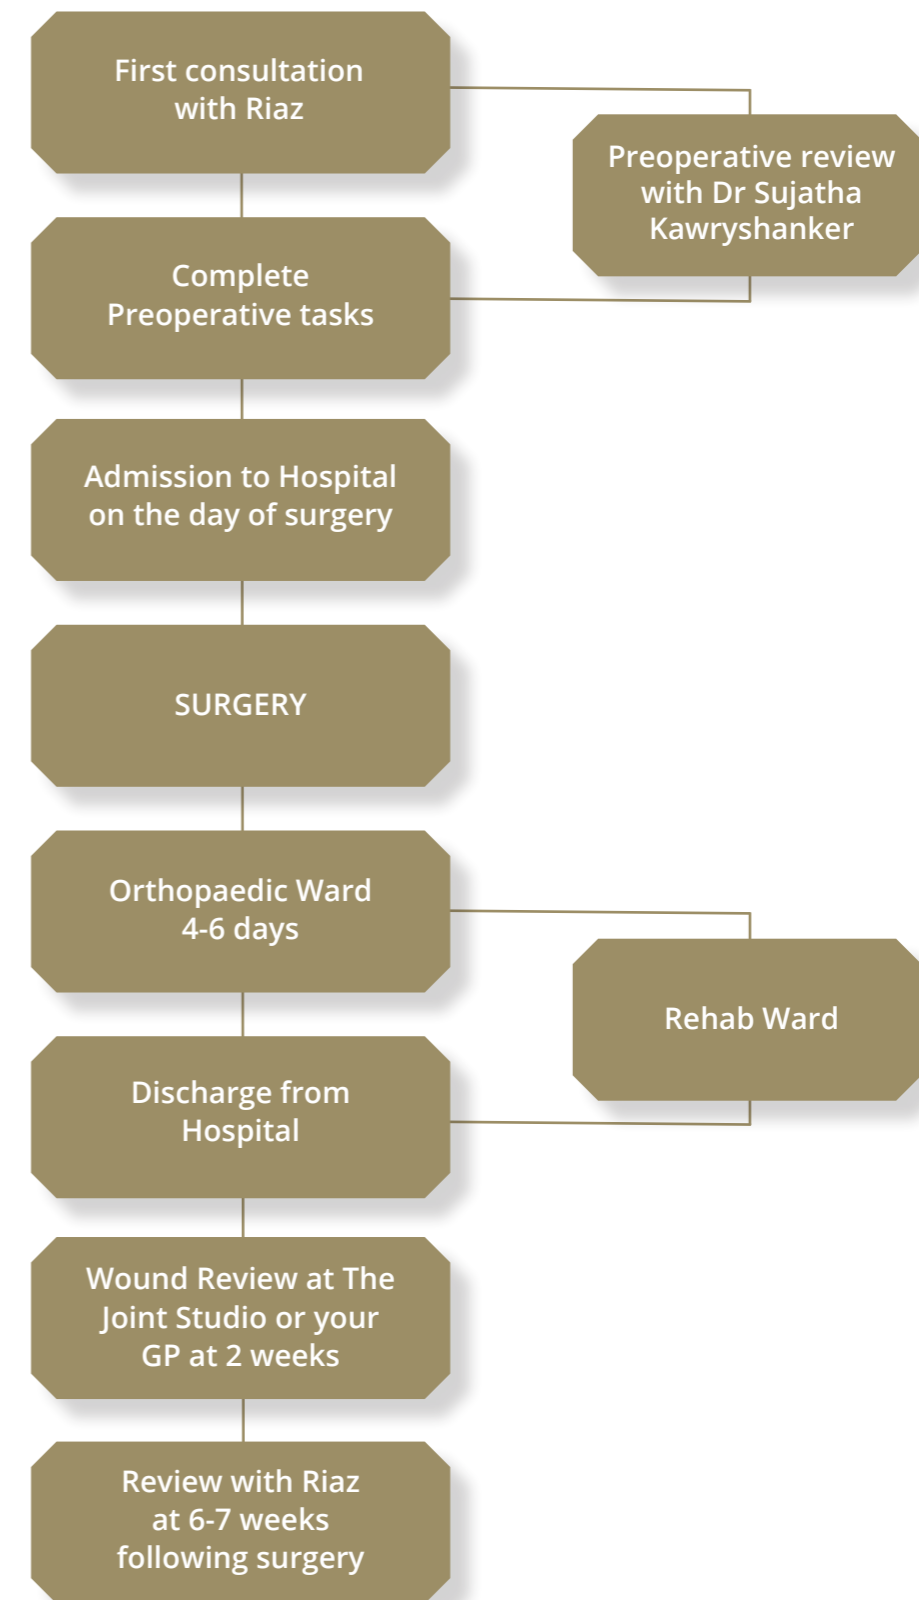 First consultation
with Riaz
Preoperative review
with Dr Sujatha
Kawryshanker
Complete
Preoperative tasks
Admission to Hospital
on the day of surgery
SURGERY
Orthopaedic Ward
4-6 days
Rehab Ward
Discharge from
Hospital
Wound Review at The
Joint Studio or your
GP at 2 weeks
Review with Riaz
at 6-7 weeks
following surgery